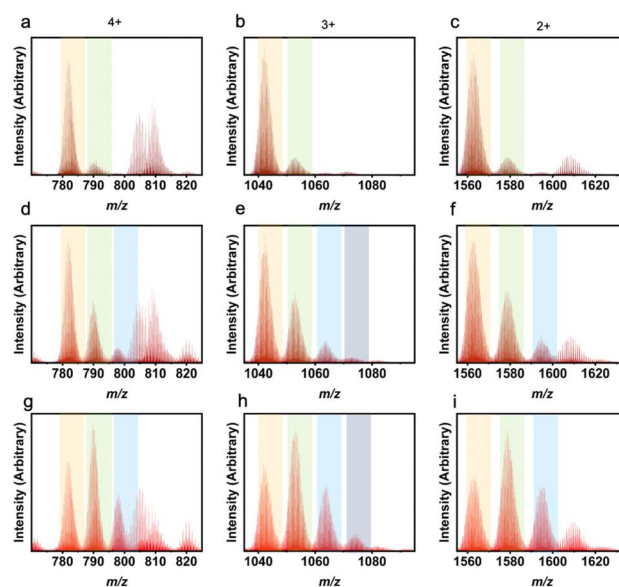 a 4+ b 3+ c 2+
Intensity (Arbitrary) Intensity (Arbitrary) Intensity (Arbitrary)
780 790 800 810 820 1040 1060 1080 1560 1580 1600 1620
m/z m/z m/z
d e f
Intensity (Arbitrary) Intensity (Arbitrary) Intensity (Arbitrary)
780 790 800 810 820 1040 1060 1080 1560 1580 1600 1620
m/z m/z m/z
g h i
Intensity (Arbitrary) Intensity (Arbitrary) Intensity (Arbitrary)
780 790 800 810 820 1040 1060 1080 1560 1580 1600 1620
m/z m/z m/z